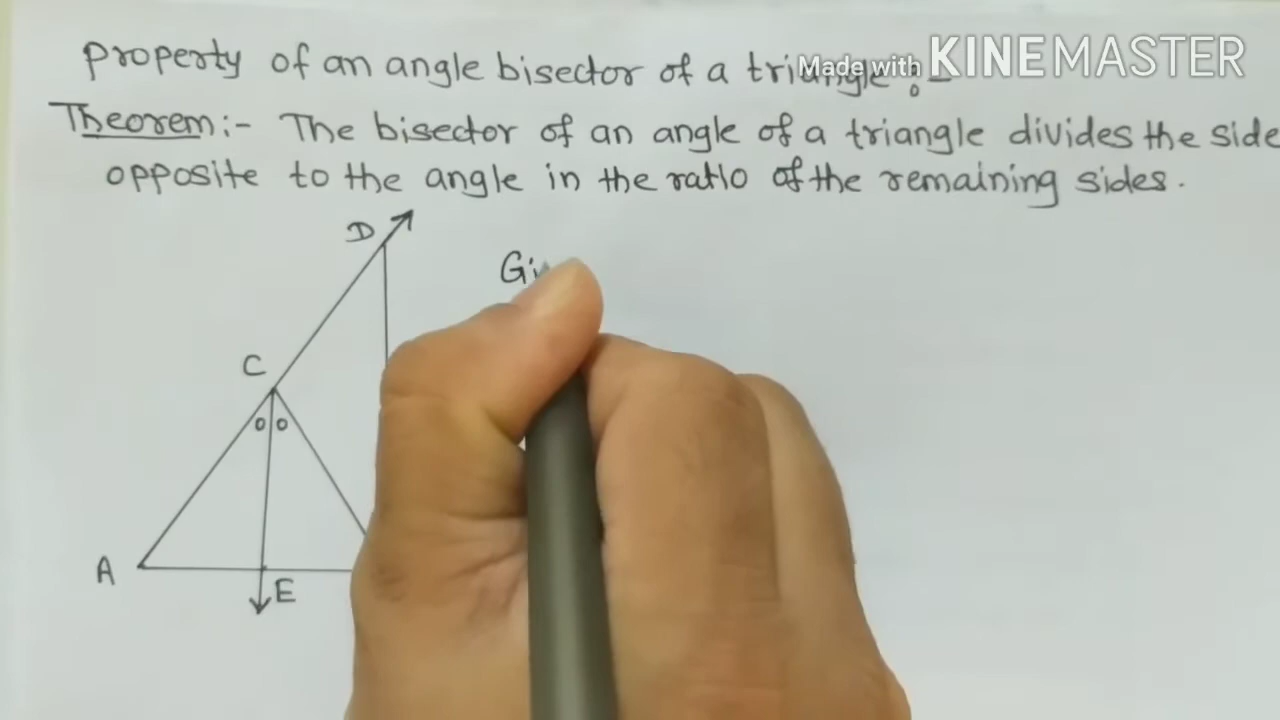 Property of an angle bisector of a triangle :-
Made with KINEMASTER
Theorem :- The bisector of an angle of a triangle divides the side
opposite to the angle in the ratio of the remaining sides.
D
C
A
E